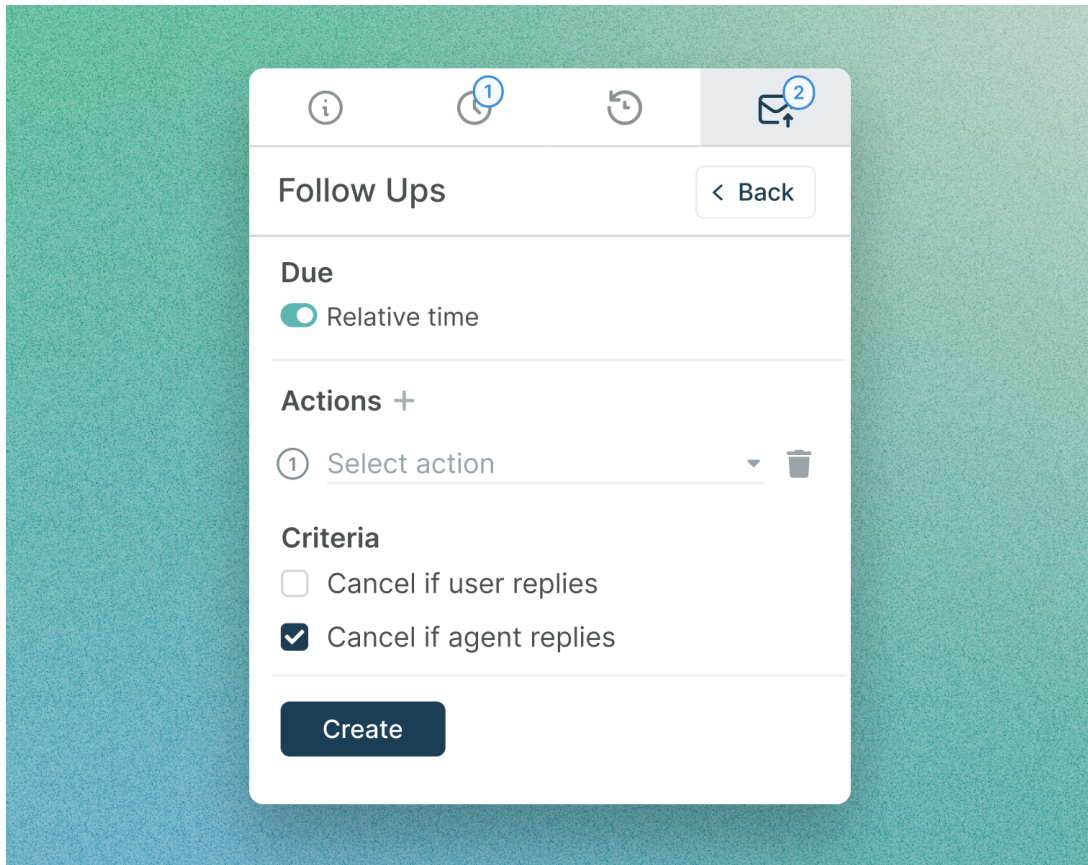 1
2
Follow Ups
Back
Due
Relative time
Actions
1 Select action
Criteria
Cancel if user replies
Cancel if agent replies
Create